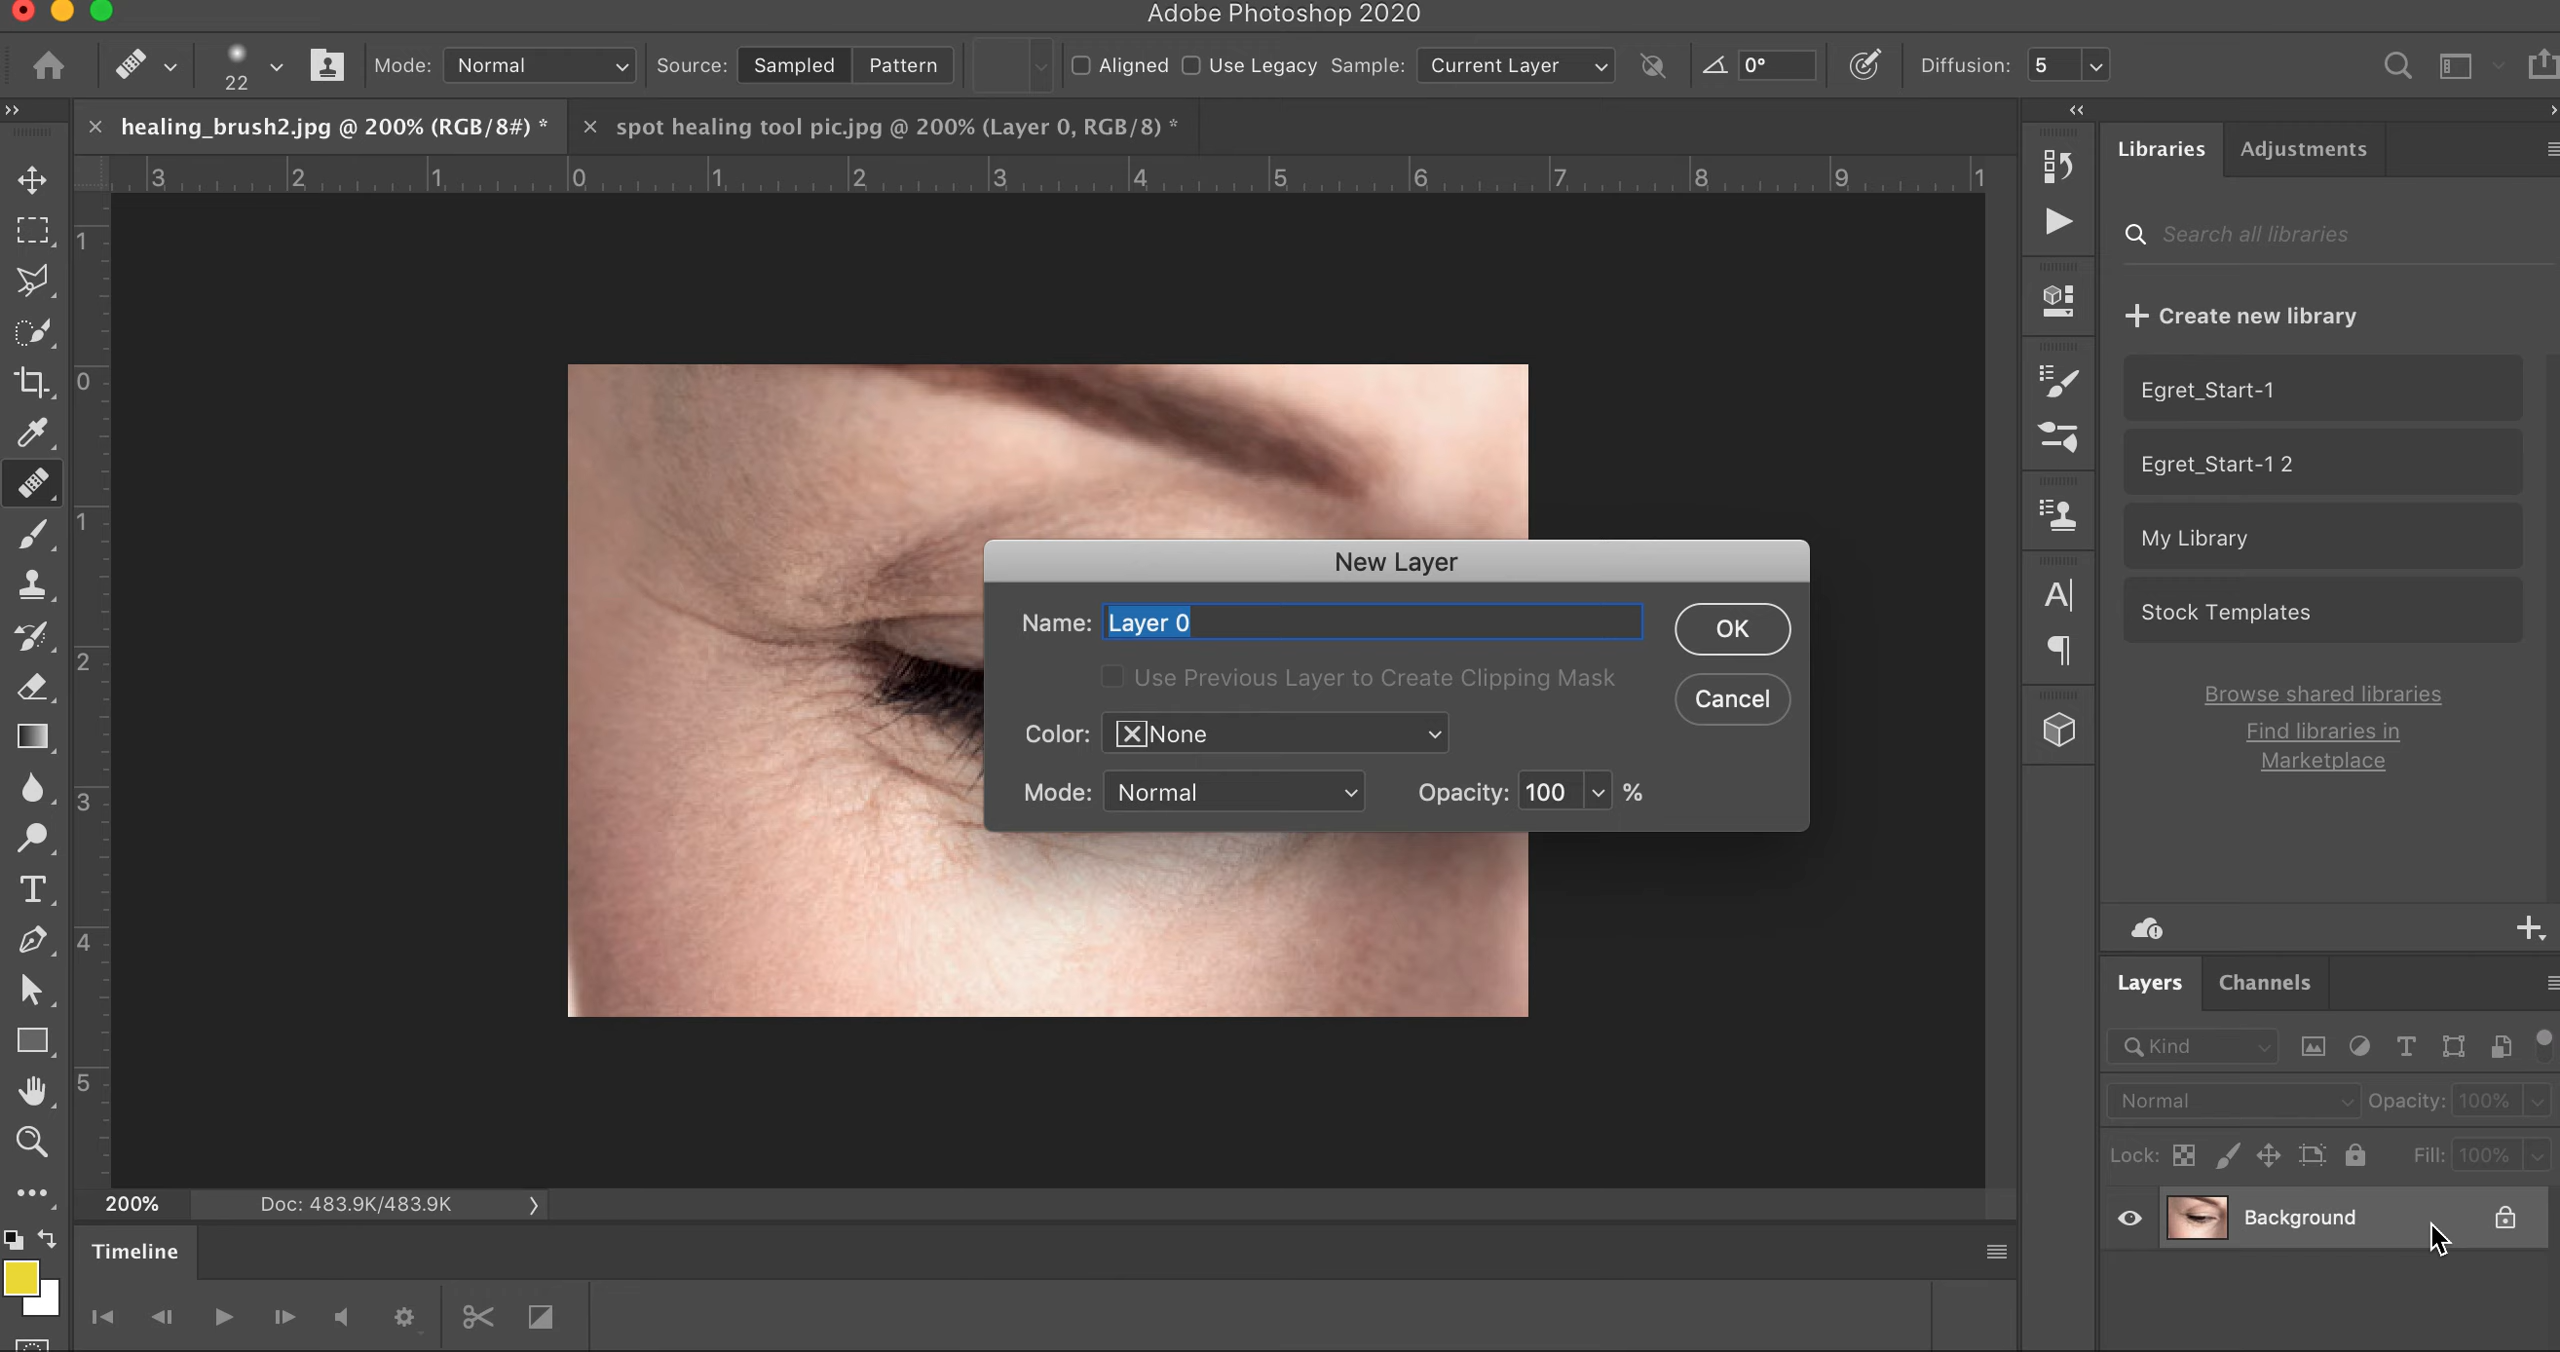 Adobe Photoshop 2020
22
Mode: Normal Source: Sampled Pattern Aligned Use Legacy Sample: Current Layer 0° Diffusion: 5
healing_brush2.jpg @ 200% (RGB/8#) * spot healing tool pic.jpg @ 200% (Layer 0, RGB/8) *
3 2 1 0 1 2 3 4 5 6 7 8 9 1
1
0
1
2
3
4
5
New Layer
Name: Layer 0
OK
Use Previous Layer to Create Clipping Mask
Cancel
Color: None
Mode: Normal Opacity: 100 %
Libraries Adjustments
Search all libraries
Create new library
Egret_Start-1
Egret_Start-1 2
My Library
Stock Templates
Browse shared libraries
Find libraries in
Marketplace
Layers Channels
Kind
Normal Opacity: 100%
Lock: Fill: 100%
Background
200% Doc: 483.9K/483.9K
Timeline